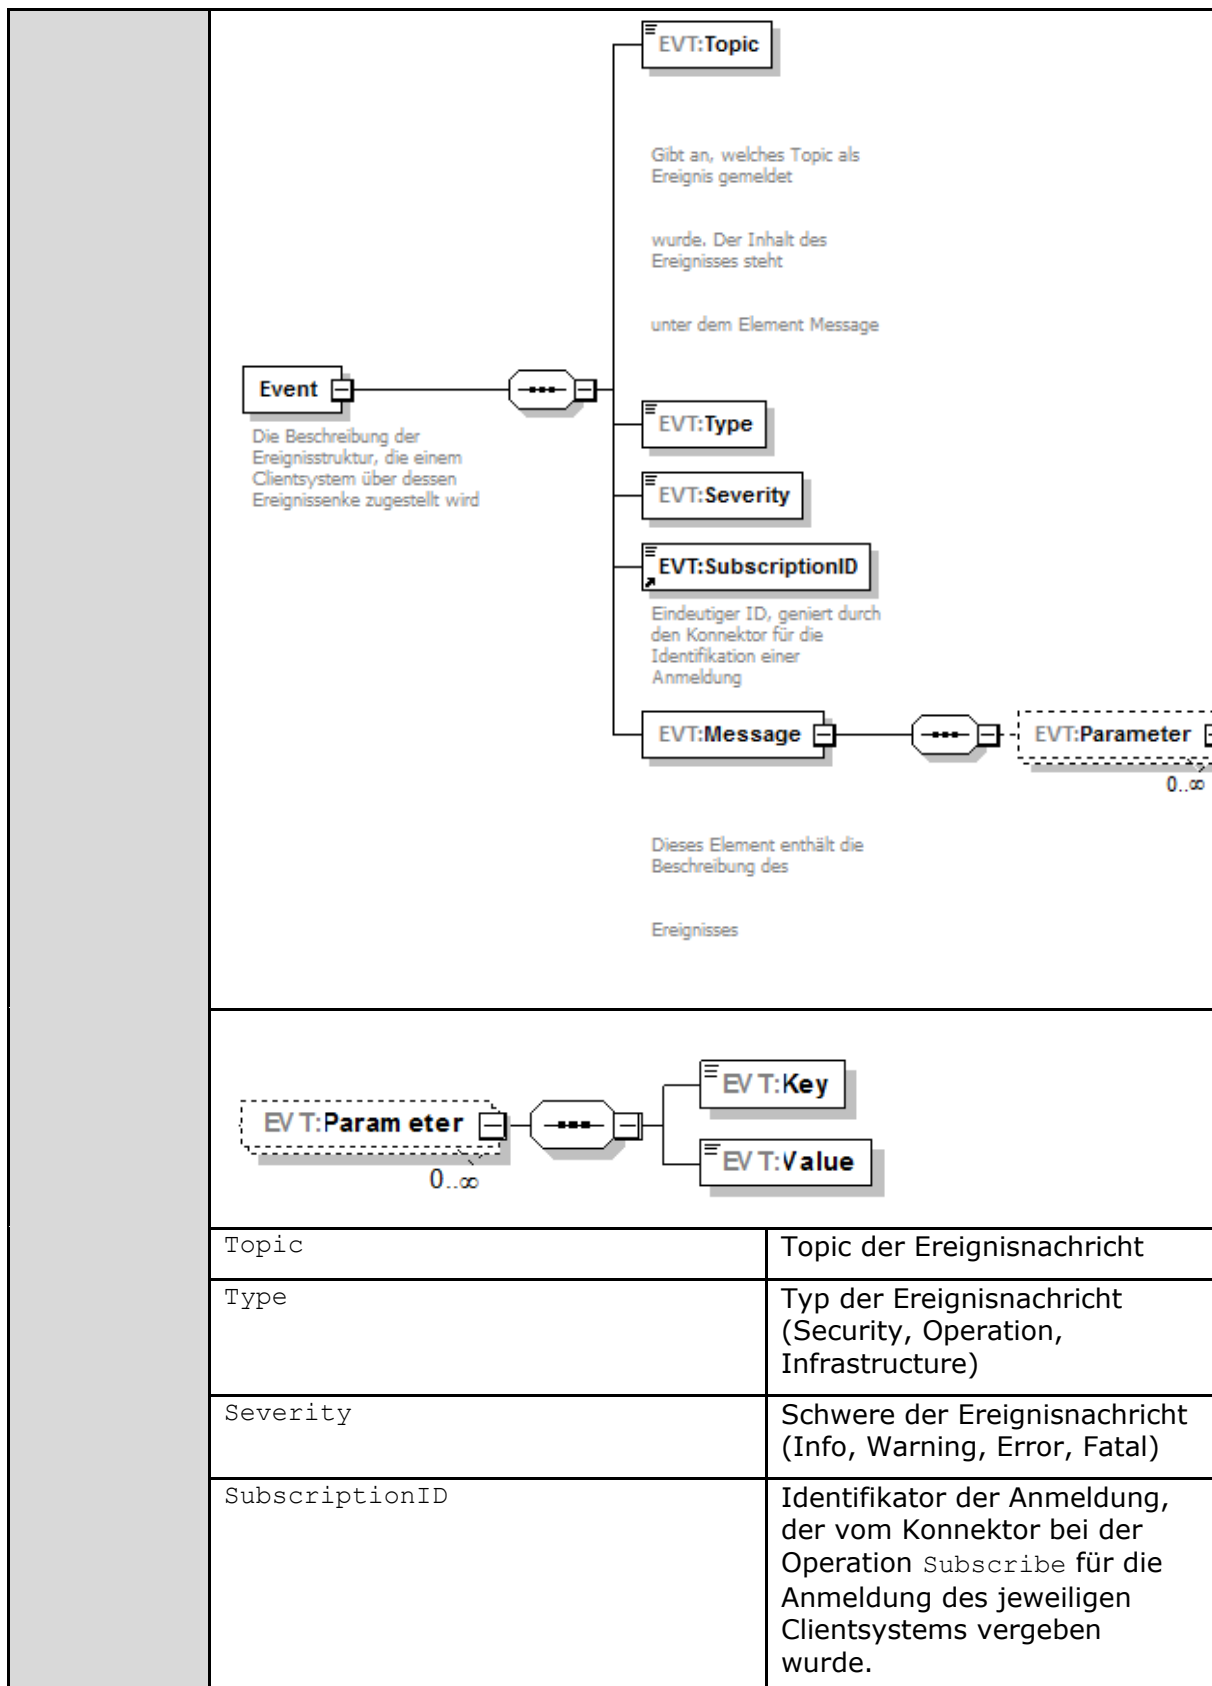 EVT:Topic
Gibt an, welches Topic als
Ereignis gemeldet
wurde. Der Inhalt des
Ereignisses steht
unter dem Element Message
Event
Die Beschreibung der
Ereignisstruktur, die einem
Clientsystem über dessen
Ereignissenke zugestellt wird
EVT:Type
EVT:Severity
EVT:SubscriptionID
Eindeutiger ID, geniert durch
den Konnektor für die
Identifikation einer
Anmeldung
EVT:Message
EVT:Parameter
0..∞
Dieses Element enthält die
Beschreibung des
Ereignisses
EVT:Parameter
0..∞
EVT:Key
EVT:Value
Topic
Topic der Ereignisnachricht
Type
Typ der Ereignisnachricht
(Security, Operation,
Infrastructure)
Severity
Schwere der Ereignisnachricht
(Info, Warning, Error, Fatal)
SubscriptionID
Identifikator der Anmeldung,
der vom Konnektor bei der
Operation Subscribe für die
Anmeldung des jeweiligen
Clientsystems vergeben
wurde.